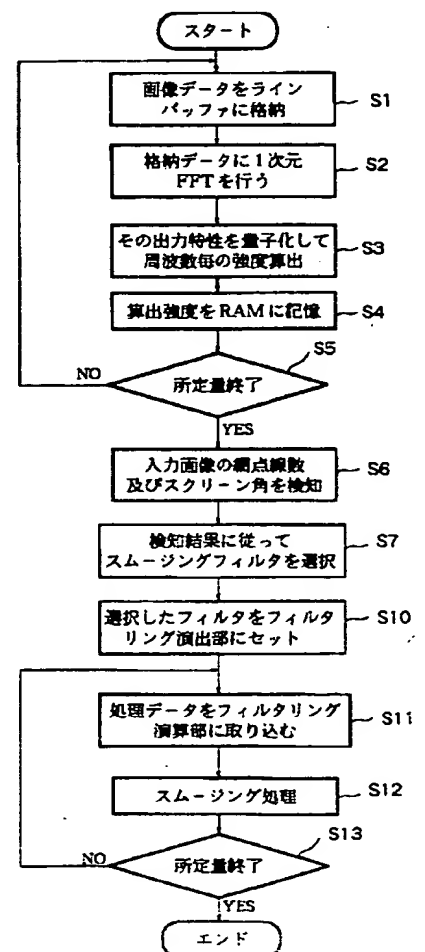 スタート
画像データをライン
バッファに格納
S1
格納データに1次元
FFTを行う
S2
その出力特性を量子化して
周波数毎の強度算出
S3
算出強度をRAMに記憶
S4
S5
所定量終了
NO
YES
入力画像の網点線数
及びスクリーン角を検知
S6
検知結果に従って
スムージングフィルタを選択
S7
選択したフィルタをフィルタ
リング演出部にセット
S10
処理データをフィルタリング
演算部に取り込む
S11
スムージング処理
S12
S13
所定量終了
NO
YES
エンド